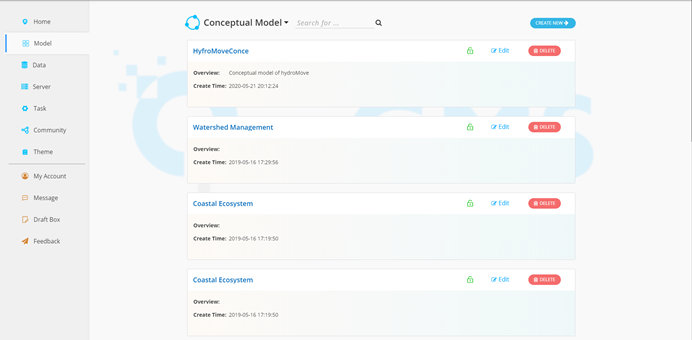 Home
Model
Data
Server
Task
Community
Theme
My Account
Message
Draft Box
Feedback
Conceptual Model
Search for ...
CREATE NEW
HyfroMoveConce
Edit
DELETE
Overview: Conceptual model of hydroMove
Create Time: 2020-05-21 20:12:24
Watershed Management
Edit
DELETE
Overview:
Create Time: 2019-05-16 17:29:56
Coastal Ecosystem
Edit
DELETE
Overview:
Create Time: 2019-05-16 17:19:50
Coastal Ecosystem
Edit
DELETE
Overview:
Create Time: 2019-05-16 17:19:50